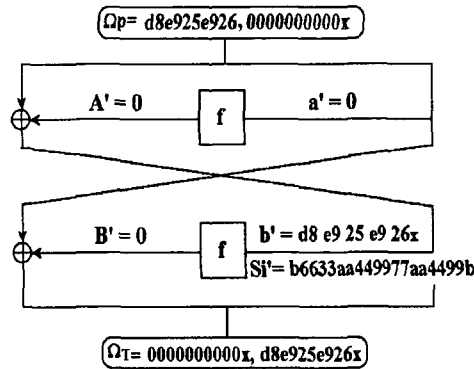 Ωp= d8e925e926, 0000000000x
A' = 0
f
a' = 0
B' = 0
f
b' = d8 e9 25 e9 26x
Si'= b6633aa449977aa4499b
ΩT= 0000000000x, d8e925e926x